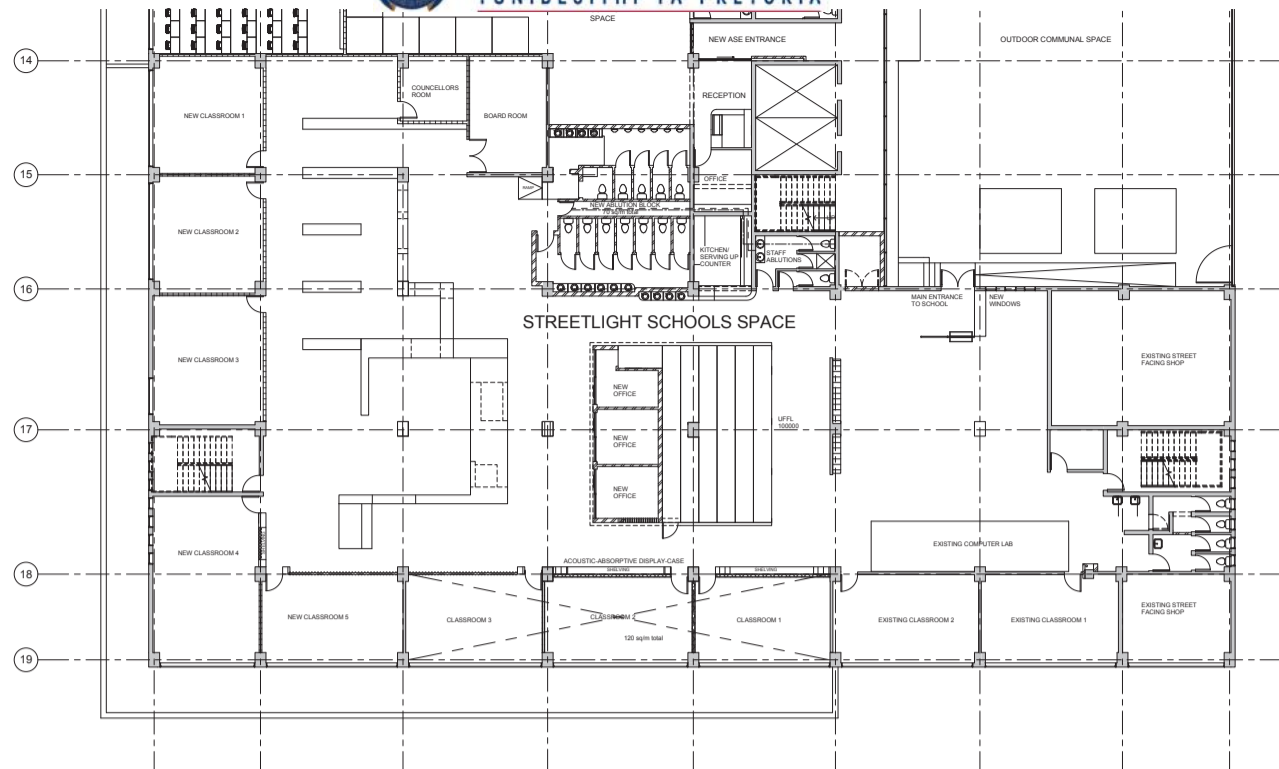 YUNIBESITHI YA PRETORIA
SPACE
NEW ASE ENTRANCE
OUTDOOR COMMUNAL SPACE
14
COUNCELLORS
ROOM
BOARD ROOM
RECEPTION
NEW CLASSROOM 1
15
OFFICE
RAMP
NEW ABLUTION BLOCK
70 sq/m total
NEW CLASSROOM 2
KITCHEN/
SERVING UP
COUNTER
STAFF
ABLUTIONS
16
MAIN ENTRANCE
TO SCHOOL
NEW
WINDOWS
STREETLIGHT SCHOOLS SPACE
NEW CLASSROOM 3
EXISTING STREET
FACING SHOP
NEW
OFFICE
17
UFFL
100000
NEW
OFFICE
NEW
OFFICE
NEW CLASSROOM 4
EXISTING COMPUTER LAB
ACOUSTIC-ABSORPTIVE DISPLAY-CASE
18
SHELVING
SHELVING
NEW CLASSROOM 5
CLASSROOM 3
CLASSROOM 2
120 sq/m total
CLASSROOM 1
EXISTING CLASSROOM 2
EXISTING CLASSROOM 1
EXISTING STREET
FACING SHOP
19